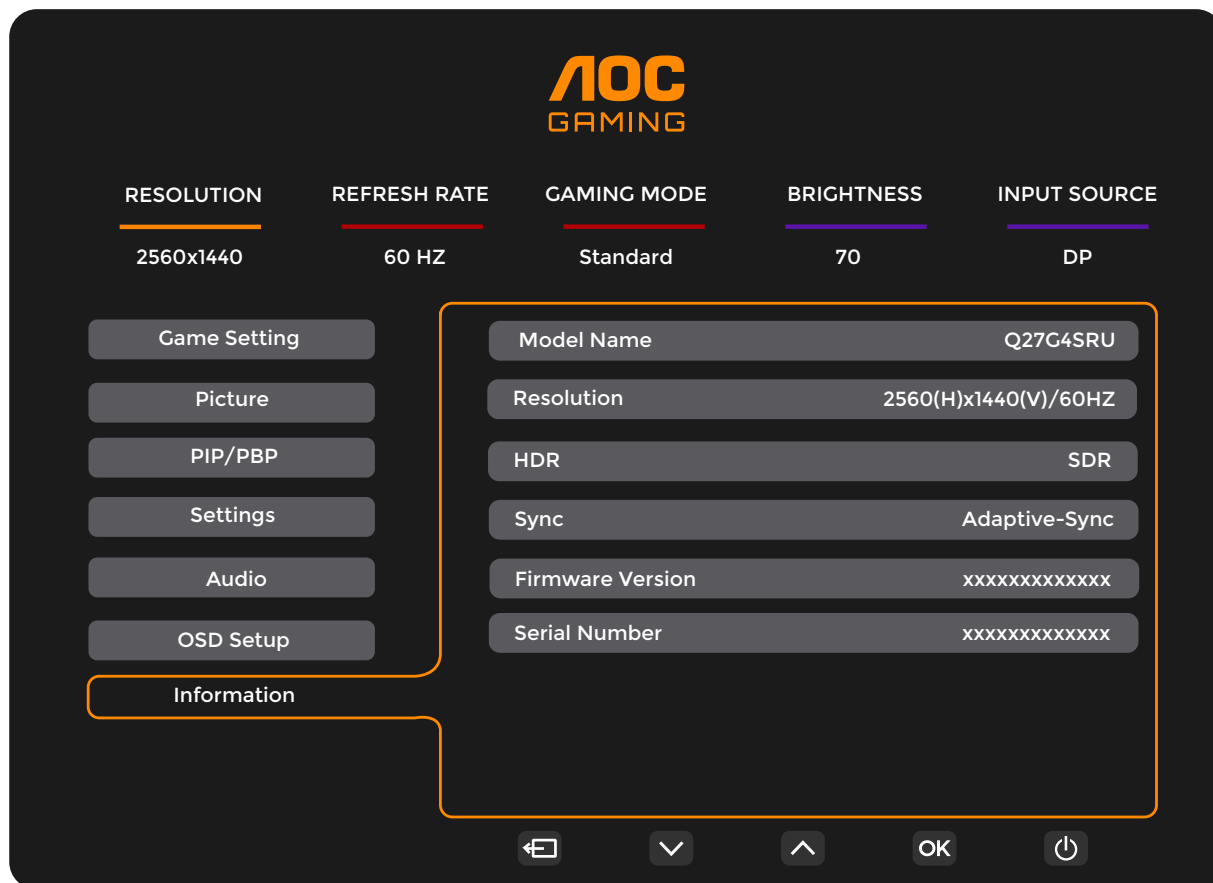 AOC
GAMING
RESOLUTION REFRESH RATE GAMING MODE BRIGHTNESS INPUT SOURCE
2560x1440 60 HZ Standard 70 DP
Game Setting
Picture
PIP/PBP
Settings
Audio
OSD Setup
Information
Model Name Q27G4SRU
Resolution 2560(H)x1440(V)/60HZ
HDR SDR
Sync Adaptive-Sync
Firmware Version xxxxxxxxxxxxx
Serial Number xxxxxxxxxxxxx
OK